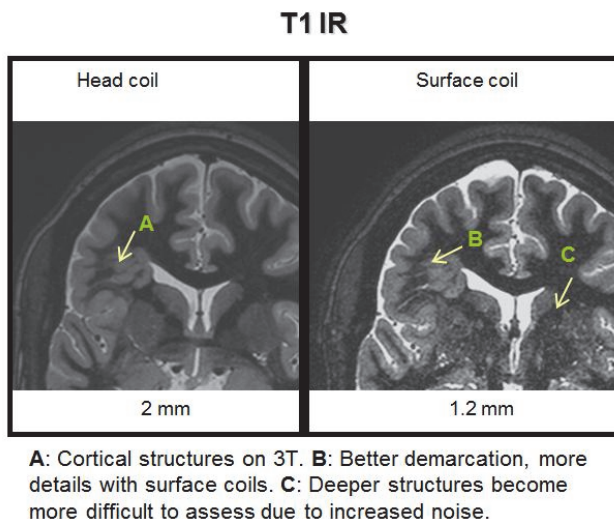 T1 IR
Head coil
Surface coil
A
B
C
2 mm
1.2 mm
A: Cortical structures on 3T. B: Better demarcation, more
details with surface coils. C: Deeper structures become
more difficult to assess due to increased noise.